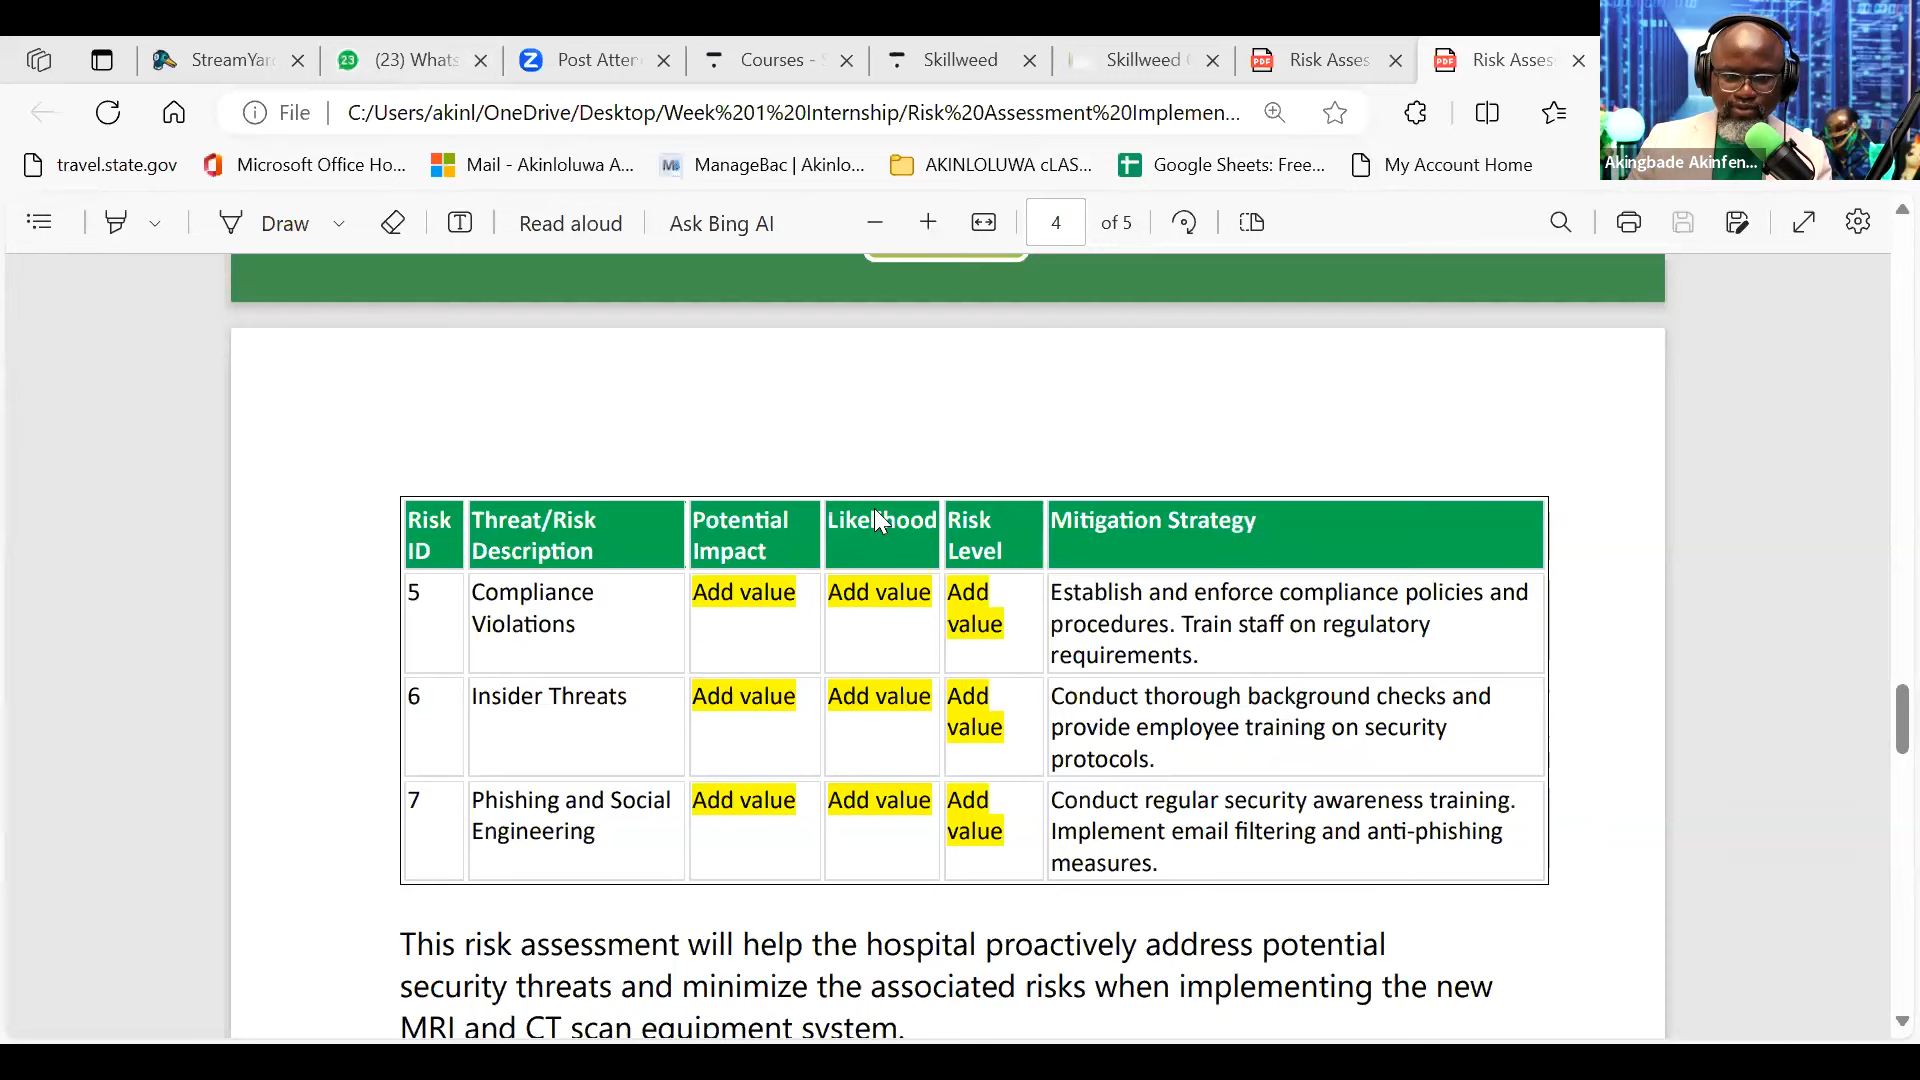 StreamYar
23
(23) Whats
Post Atten
Courses - S
Skillweed
Skillweed
Risk Asses
Risk Asses
File
C:/Users/akinl/OneDrive/Desktop/Week%201%20Internship/Risk%20Assessment%20Implemen...
Akingbade Akinfen...
travel.state.gov
Microsoft Office Ho...
Mail - Akinloluwa A...
ManageBac | Akinlo...
AKINLOLUWA cLAS...
Google Sheets: Free...
My Account Home
Draw
Read aloud
Ask Bing AI
4
of 5
Risk ID
Threat/Risk Description
Potential Impact
Likelihood
Risk Level
Mitigation Strategy
5
Compliance
Violations
Add value
Add value
Add
value
Establish and enforce compliance policies and
procedures. Train staff on regulatory
requirements.
6
Insider Threats
Add value
Add value
Add
value
Conduct thorough background checks and
provide employee training on security
protocols.
7
Phishing and Social
Engineering
Add value
Add value
Add
value
Conduct regular security awareness training.
Implement email filtering and anti-phishing
measures.
This risk assessment will help the hospital proactively address potential
security threats and minimize the associated risks when implementing the new
MRI and CT scan equipment system.